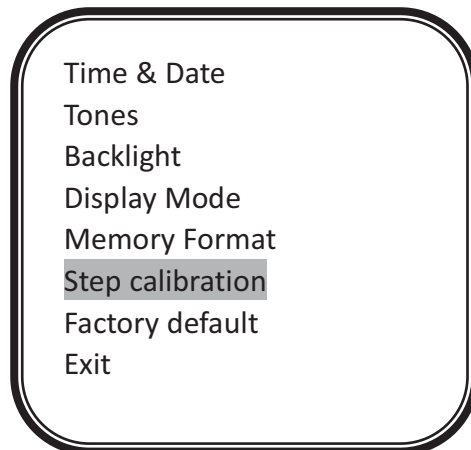 Time & Date
Tones
Backlight
Display Mode
Memory Format
Step calibration
Factory default
Exit